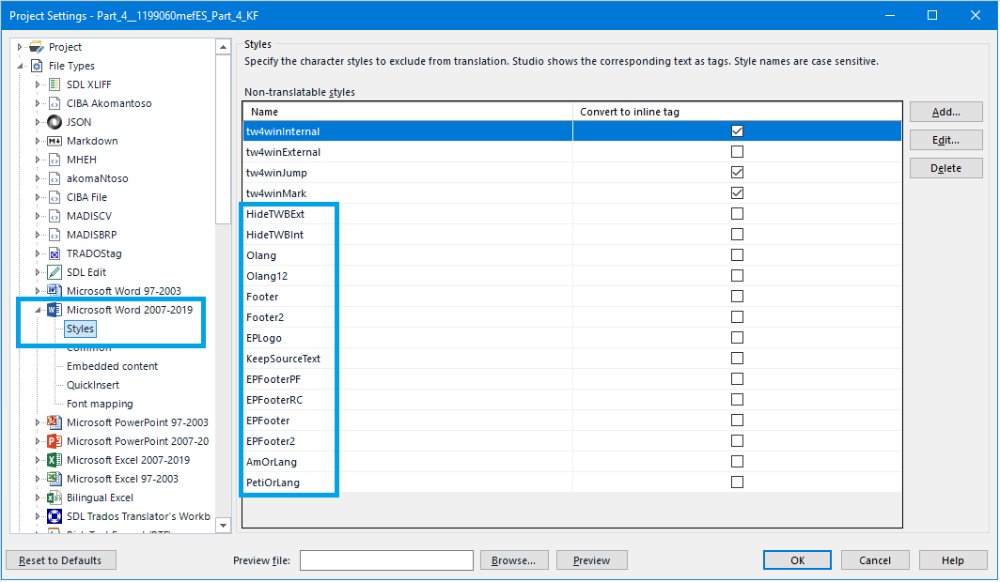 Project Settings - Part_4__1199060mefES_Part_4_KF
Project
File Types
SDL XLIFF
CIBA Akomantoso
JSON
Markdown
MHEH
akomaNtoso
CIBA File
MADISCV
MADISBRP
TRADOStag
SDL Edit
Microsoft Word 97-2003
Microsoft Word 2007-2019
Styles
Common
Embedded content
QuickInsert
Font mapping
Microsoft PowerPoint 97-2003
Microsoft PowerPoint 2007-20
Microsoft Excel 2007-2019
Microsoft Excel 97-2003
Bilingual Excel
SDL Trados Translator's Workb
Styles
Specify the character styles to exclude from translation. Studio shows the corresponding text as tags. Style names are case sensitive.
Non-translatable styles
Name Convert to inline tag
tw4winInternal
tw4winExternal
tw4winJump
tw4winMark
HideTWBExt
HideTWBInt
Olang
Olang12
Footer
Footer2
EPLogo
KeepSourceText
EPFooterPF
EPFooterRC
EPFooter
EPFooter2
AmOrLang
PetiOrLang
Add...
Edit...
Delete
Reset to Defaults Preview file: Browse... Preview OK Cancel Help